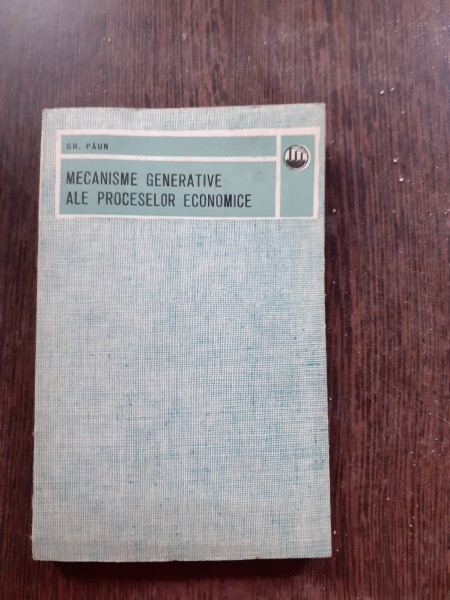 GH. PĂUN
MECANISME GENERATIVE
ALE PROCESELOR ECONOMICE